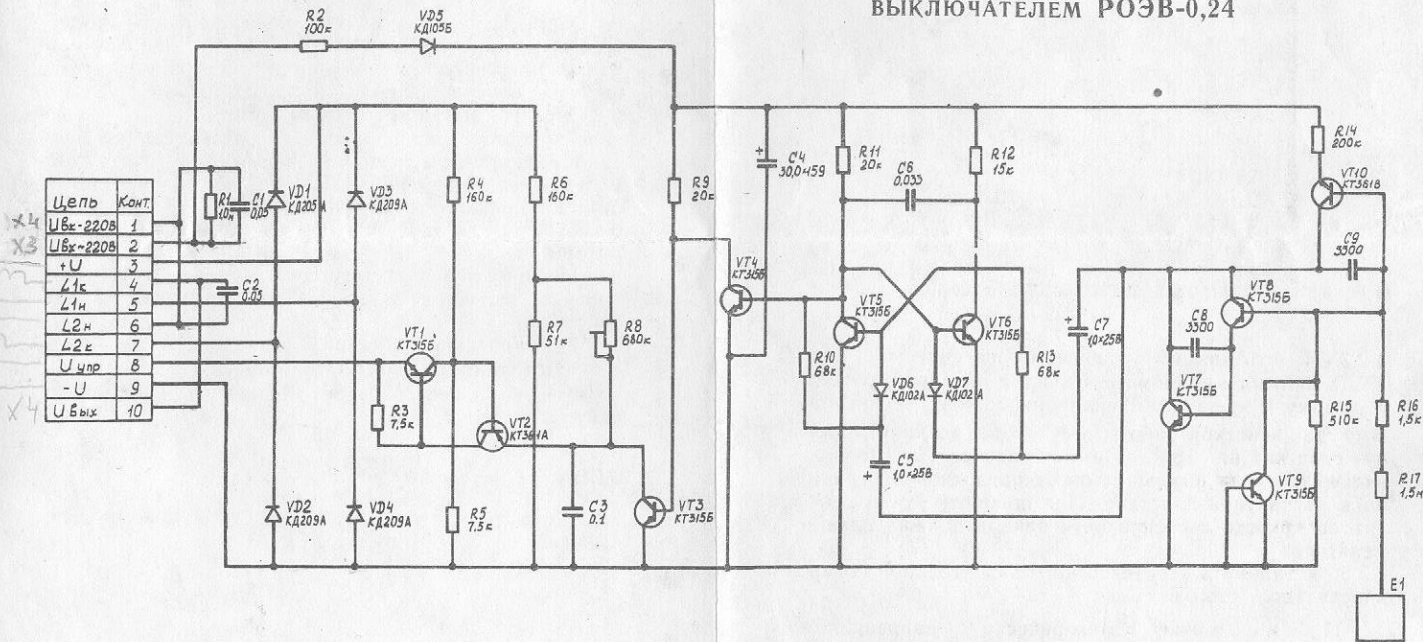 ВЫКЛЮЧАТЕЛЕМ РОЭВ-0,24
R2
100к
VD5
КД105Б
Цепь Конт.
Uвх-220В 1
Uвх~220В 2
+U 3
L1к 4
L1н 5
L2н 6
L2к 7
Uупр 8
-U 9
Uвых 10
X4
X3
X4
R1
C1
0,05
C2
0.05
VD1
КД205А
VD3
КД209А
R4
160к
R6
160к
R9
20к
C4
R11
20к
C6
0,033
R12
15к
R14
200к
VT10
КТ361В
C9
3300
VT1
КТ315Б
R7
51к
R8
680к
VT4
КТ315Б
VT5
КТ315Б
VT6
КТ315Б
C7
1,0×25В
C8
3300
VT8
КТ315Б
R3
7,5к
VT2
КТ361А
R10
68к
VD6
КД102А
VD7
КД102А
R13
68к
VT7
КТ315Б
R15
510к
R16
1,5к
VD2
КД209А
VD4
КД209А
R5
7,5к
C3
0.1
VT3
КТ315Б
C5
1,0×25В
VT9
КТ315Б
R17
1,5м
E1